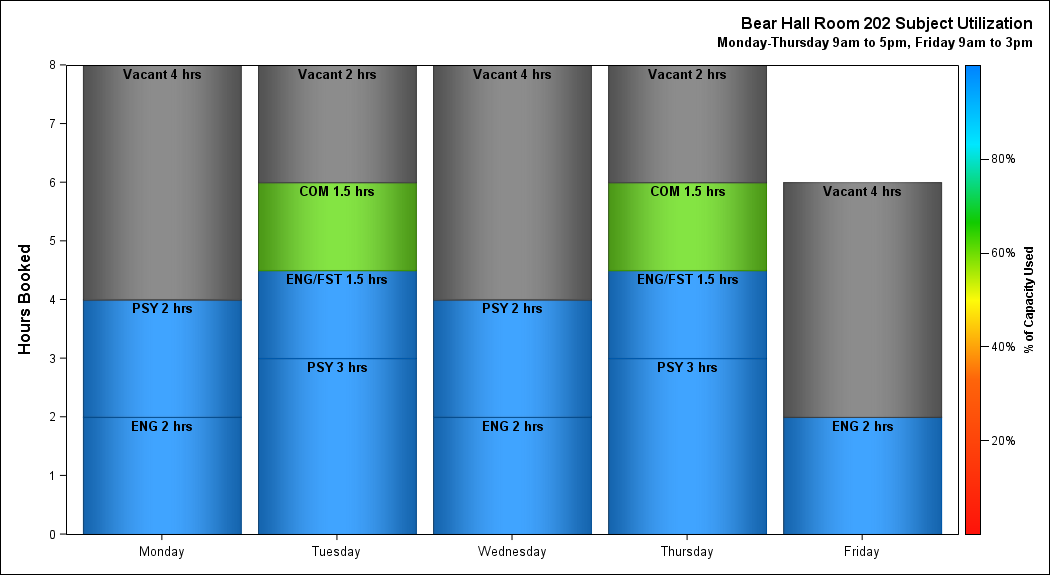 Bear Hall Room 202 Subject Utilization
Monday-Thursday 9am to 5pm, Friday 9am to 3pm
Hours Booked
8
7
6
5
4
3
2
1
0
Vacant 4 hrs
PSY 2 hrs
ENG 2 hrs
Monday
Vacant 2 hrs
COM 1.5 hrs
ENG/FST 1.5 hrs
PSY 3 hrs
Tuesday
Vacant 4 hrs
PSY 2 hrs
ENG 2 hrs
Wednesday
Vacant 2 hrs
COM 1.5 hrs
ENG/FST 1.5 hrs
PSY 3 hrs
Thursday
Vacant 4 hrs
ENG 2 hrs
Friday
80%
60%
40%
20%
% of Capacity Used